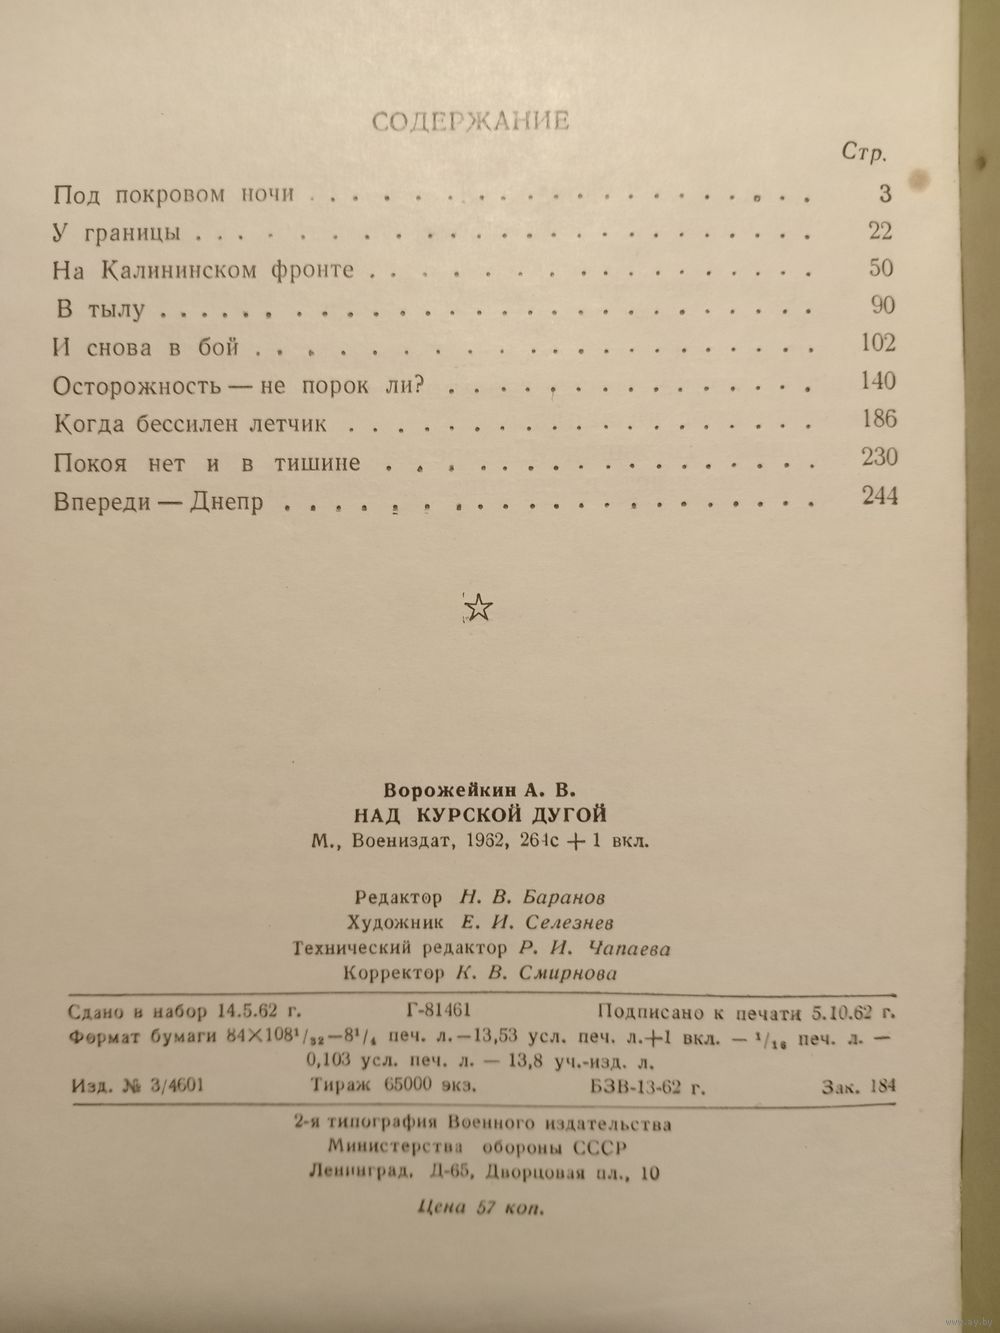 СОДЕРЖАНИЕ
Стр.
Под покровом ночи . . . . . . . . . . . . . . . . . . . 3
У границы . . . . . . . . . . . . . . . . . . . . . . 22
На Калининском фронте . . . . . . . . . . . . . . . . 50
В тылу . . . . . . . . . . . . . . . . . . . . . . . . 90
И снова в бой . . . . . . . . . . . . . . . . . . . . 102
Осторожность — не порок ли? . . . . . . . . . . . . . 140
Когда бессилен летчик . . . . . . . . . . . . . . . . 186
Покоя нет и в тишине . . . . . . . . . . . . . . . . 230
Впереди — Днепр . . . . . . . . . . . . . . . . . . . 244
Ворожейкин А. В.
НАД КУРСКОЙ ДУГОЙ
М., Воениздат, 1962, 264с + 1 вкл.
Редактор Н. В. Баранов
Художник Е. И. Селезнев
Технический редактор Р. И. Чапаева
Корректор К. В. Смирнова
Сдано в набор 14.5.62 г. Г-81461 Подписано к печати 5.10.62 г.
Формат бумаги 84×108¹/₃₂—8¹/₄ печ. л.—13,53 усл. печ. л.+1 вкл. — ¹/₁₆ печ. л. —
0,103 усл. печ. л. — 13,8 уч.-изд. л.
Изд. № 3/4601 Тираж 65000 экз. БЗВ-13-62 г. Зак. 184
2-я типография Военного издательства
Министерства обороны СССР
Ленинград, Д-65, Дворцовая пл., 10
Цена 57 коп.
www.ay.by